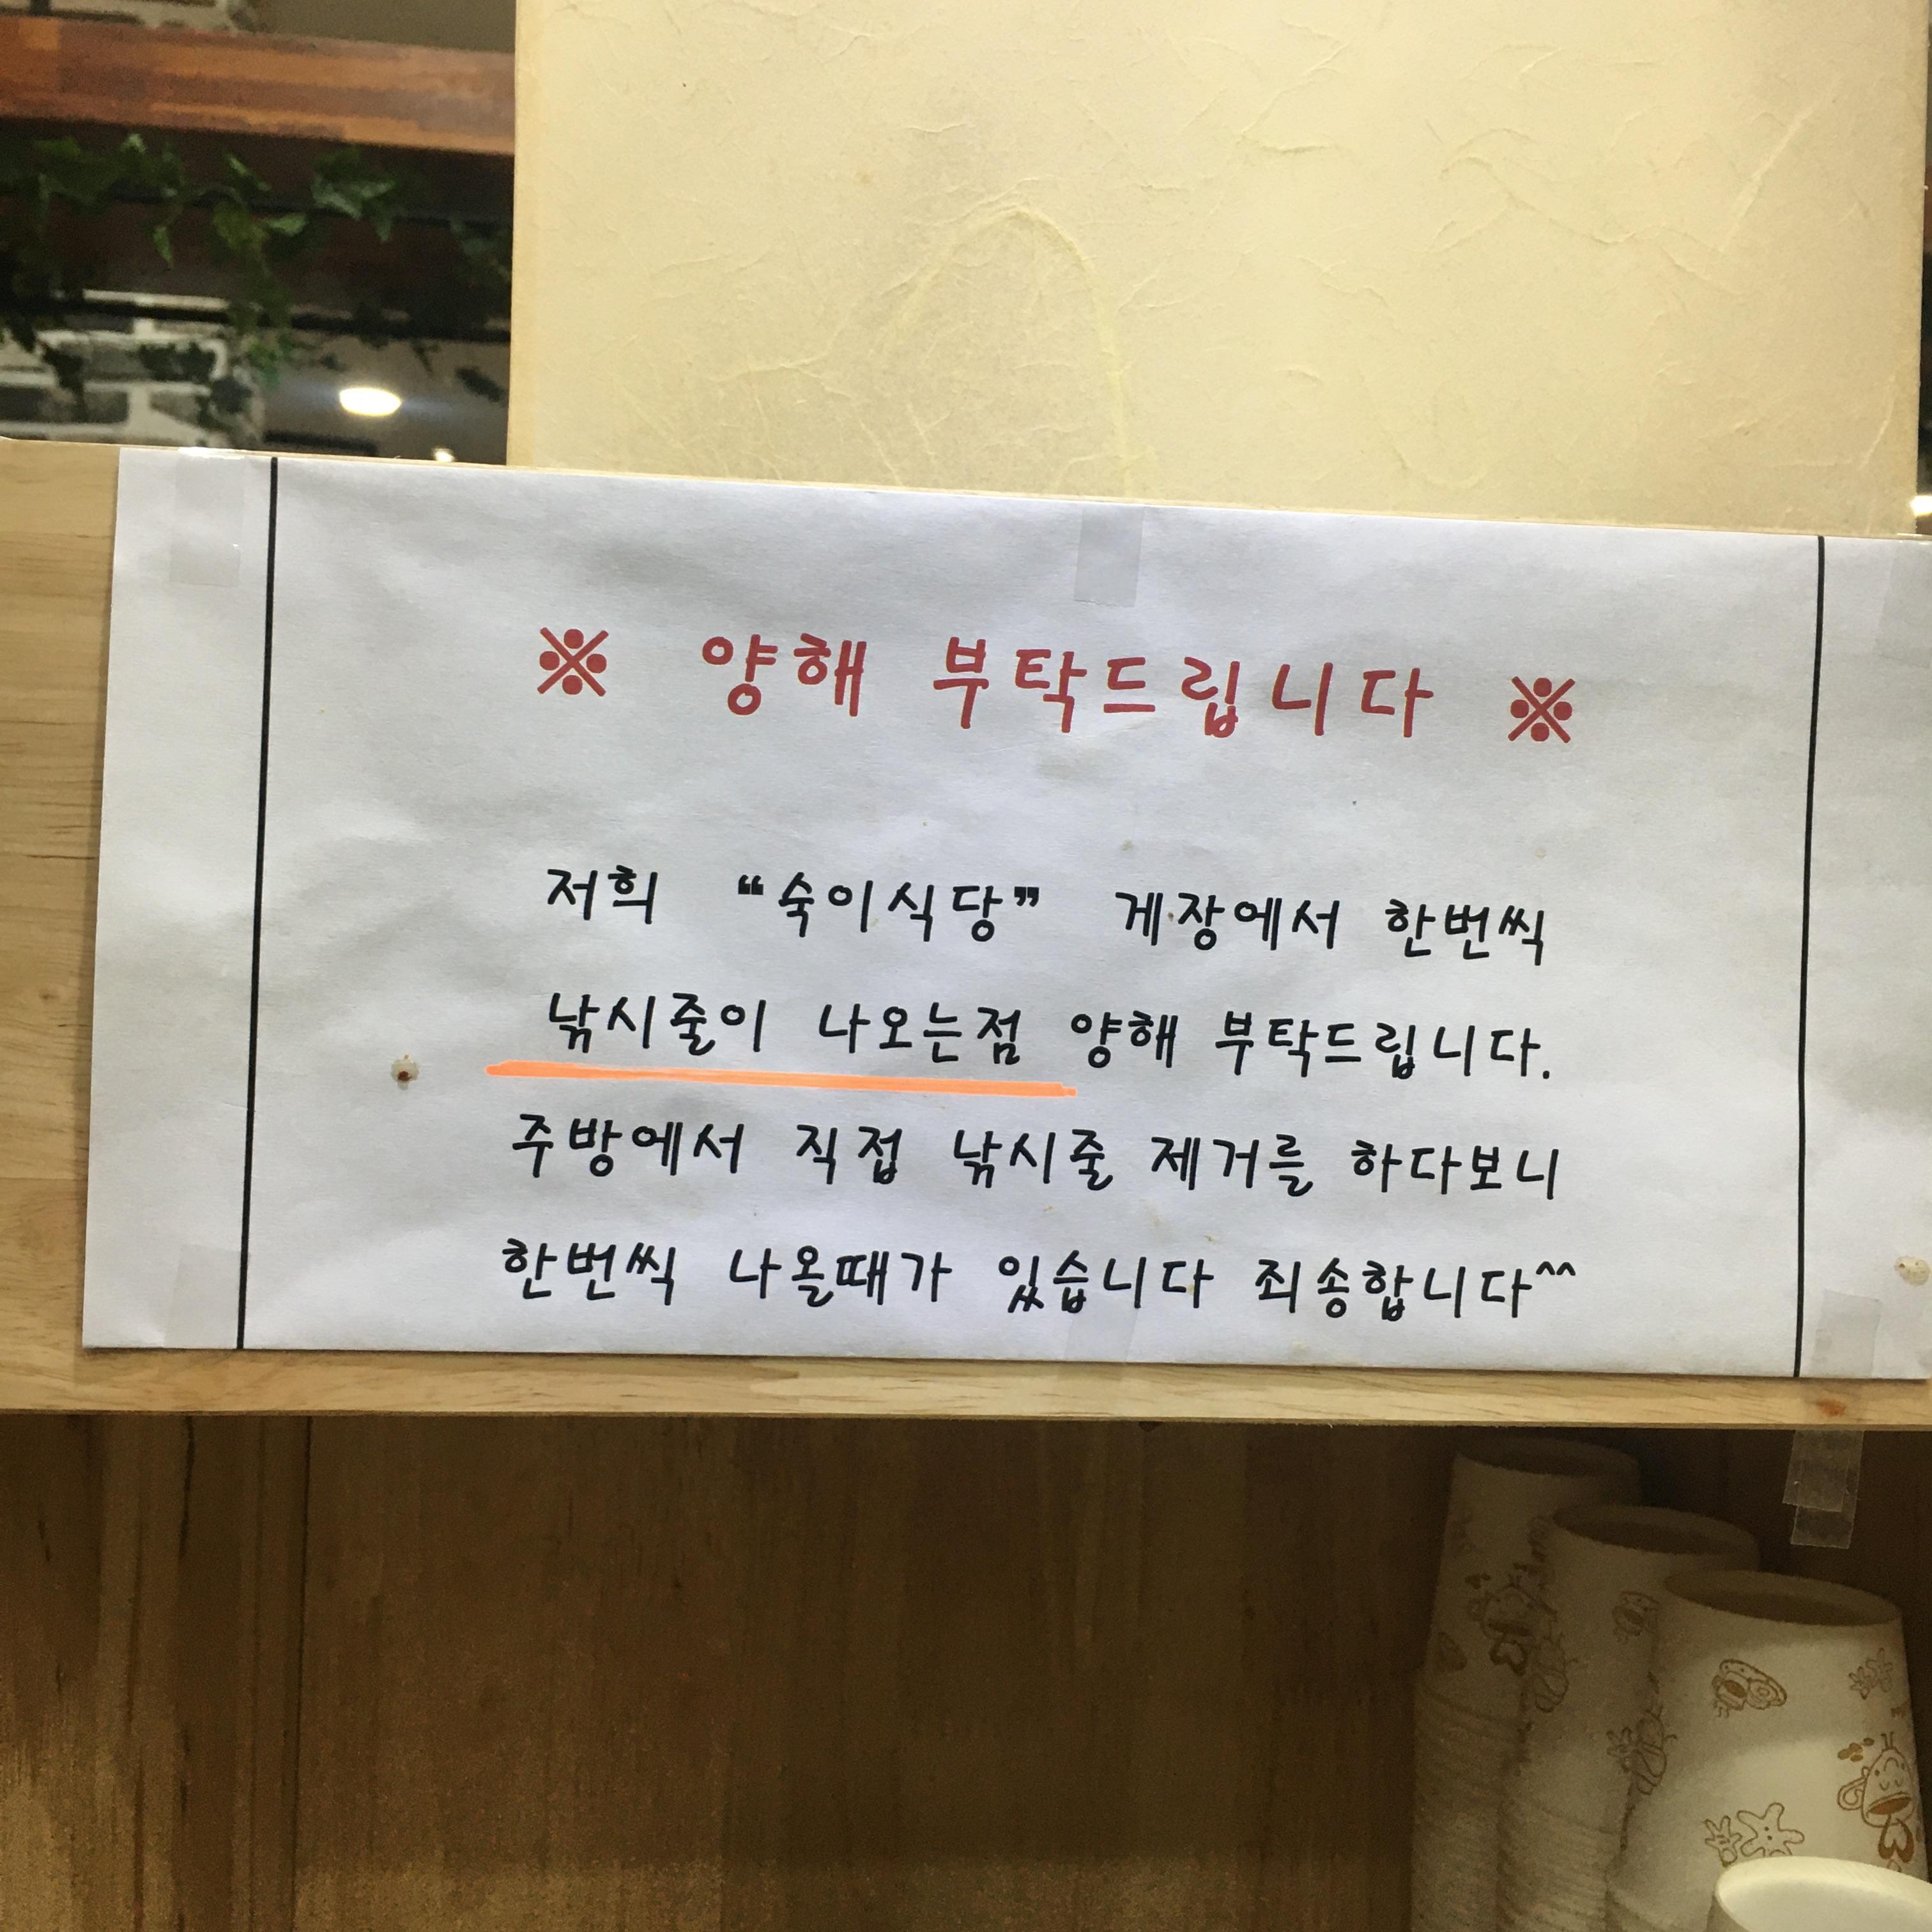 ※ 양해 부탁드립니다 ※
저희 “숙이식당” 게장에서 한번씩
낚시줄이 나오는점 양해 부탁드립니다.
주방에서 직접 낚시줄 제거를 하다보니
한번씩 나올때가 있습니다 죄송합니다^^